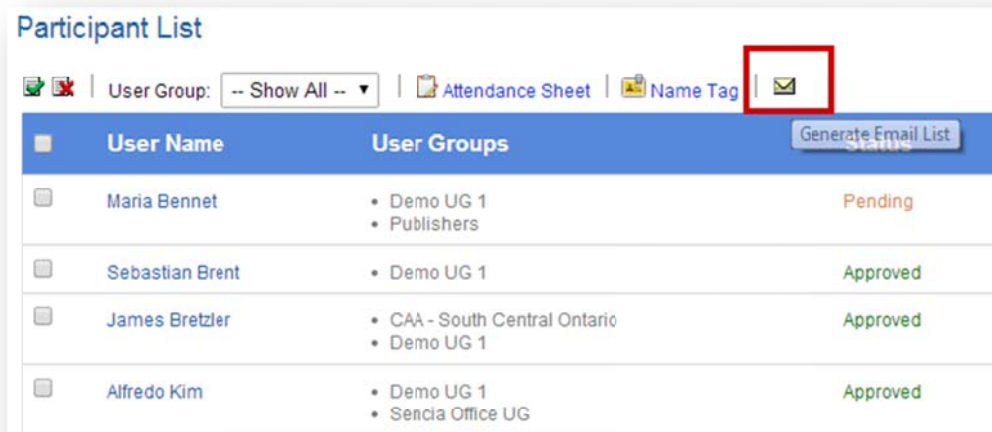 Participant List
User Group: -- Show All -- Attendance Sheet Name Tag
Generate Email List
User Name User Groups Status
Maria Bennet • Demo UG 1 Pending
• Publishers
Sebastian Brent • Demo UG 1 Approved
James Bretzler • CAA - South Central Ontario Approved
• Demo UG 1
Alfredo Kim • Demo UG 1 Approved
• Sencia Office UG